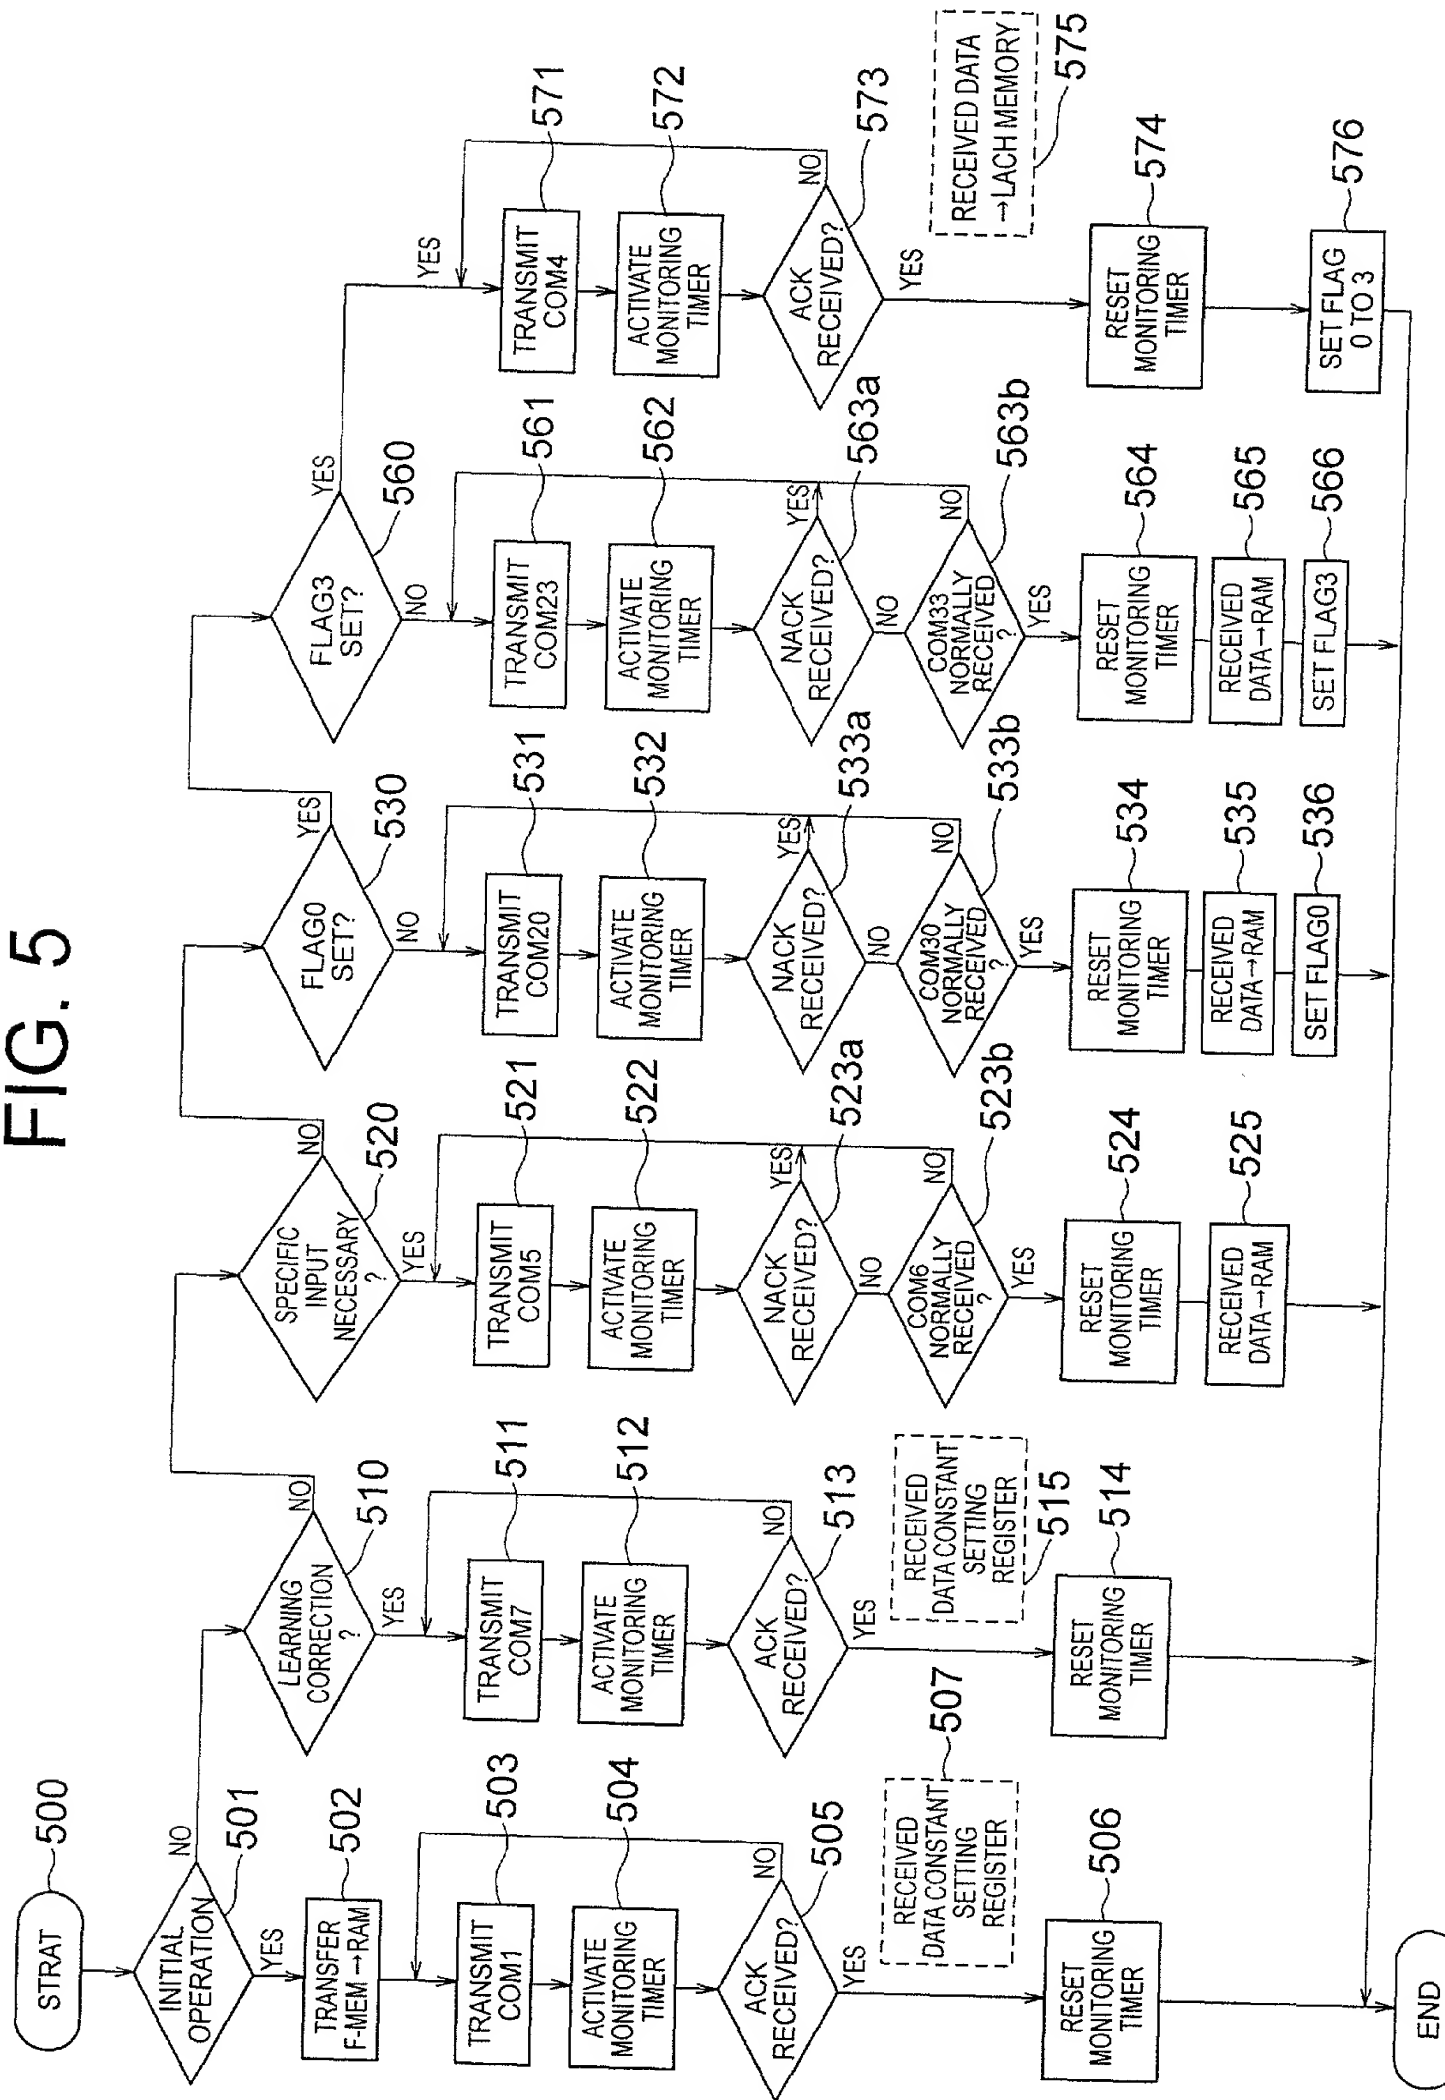 FIG. 5
STRAT
500
INITIAL
OPERATION
501
NO
YES
TRANSFER
F-MEM→RAM
502
TRANSMIT
COM1
503
ACTIVATE
MONITORING
TIMER
504
ACK
RECEIVED?
505
NO
YES
RECEIVED
DATA CONSTANT
SETTING
REGISTER
507
RESET
MONITORING
TIMER
506
END
LEARNING
CORRECTION
?
510
NO
YES
TRANSMIT
COM7
511
ACTIVATE
MONITORING
TIMER
512
ACK
RECEIVED?
513
NO
YES
RECEIVED
DATA CONSTANT
SETTING
REGISTER
515
RESET
MONITORING
TIMER
514
SPECIFIC
INPUT
NECESSARY
?
520
NO
YES
TRANSMIT
COM5
521
ACTIVATE
MONITORING
TIMER
522
NACK
RECEIVED?
523a
YES
NO
COM6
NORMALLY
RECEIVED
?
523b
NO
YES
RESET
MONITORING
TIMER
524
RECEIVED
DATA→RAM
525
FLAG0
SET?
530
YES
NO
TRANSMIT
COM20
531
ACTIVATE
MONITORING
TIMER
532
NACK
RECEIVED?
533a
YES
NO
COM30
NORMALLY
RECEIVED
?
533b
NO
YES
RESET
MONITORING
TIMER
534
RECEIVED
DATA→RAM
535
SET FLAG0
536
FLAG3
SET?
560
YES
NO
TRANSMIT
COM23
561
ACTIVATE
MONITORING
TIMER
562
NACK
RECEIVED?
563a
YES
NO
COM33
NORMALLY
RECEIVED
?
563b
NO
YES
RESET
MONITORING
TIMER
564
RECEIVED
DATA→RAM
565
SET FLAG3
566
YES
TRANSMIT
COM4
571
ACTIVATE
MONITORING
TIMER
572
ACK
RECEIVED?
573
NO
YES
RECEIVED DATA
→LACH MEMORY
575
RESET
MONITORING
TIMER
574
SET FLAG
0 TO 3
576